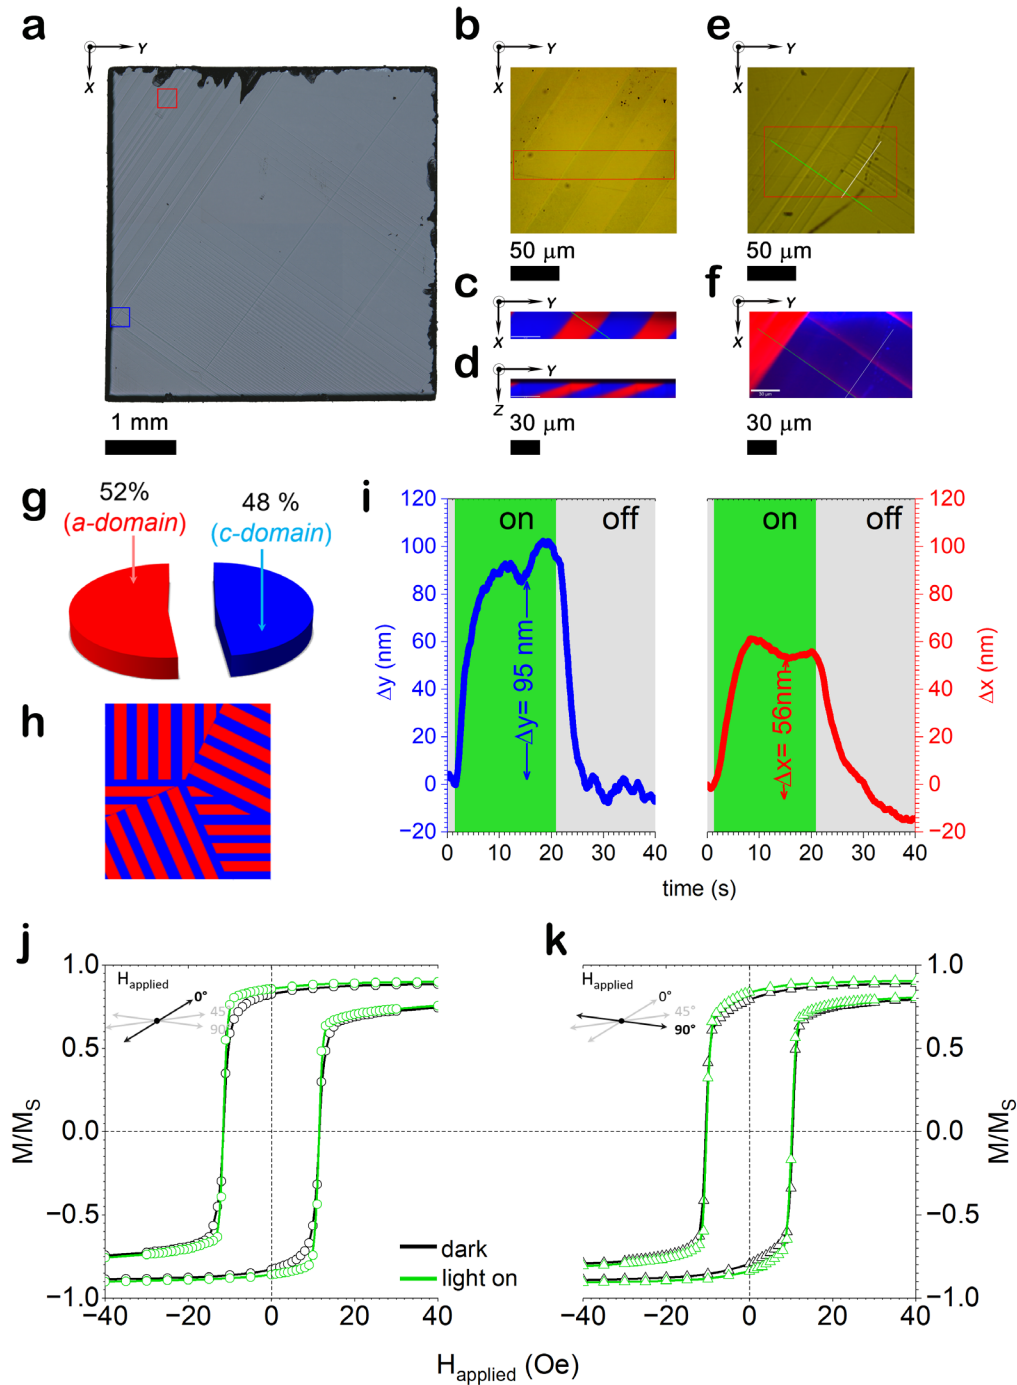 a
Y
X
1 mm
b
Y
X
50 μm
c
Y
X
d
Y
Z
30 μm
e
Y
X
50 μm
f
Y
X
30 μm
30 μm
g
52%
(a-domain)
48 %
(c-domain)
h
i
120
100
80
60
40
20
0
−20
Δy (nm)
on
off
Δy= 95 nm
0 10 20 30 40
on
off
Δx= 56nm
0 10 20 30 40
120
100
80
60
40
20
0
−20
Δx (nm)
time (s)
j
1.0
0.5
0.0
−0.5
−1.0
M/MS
Happlied
0°
45°
90°
dark
light on
−40 −20 0 20 40
k
Happlied
0°
45°
90°
1.0
0.5
0.0
−0.5
−1.0
M/MS
−40 −20 0 20 40
Happlied (Oe)